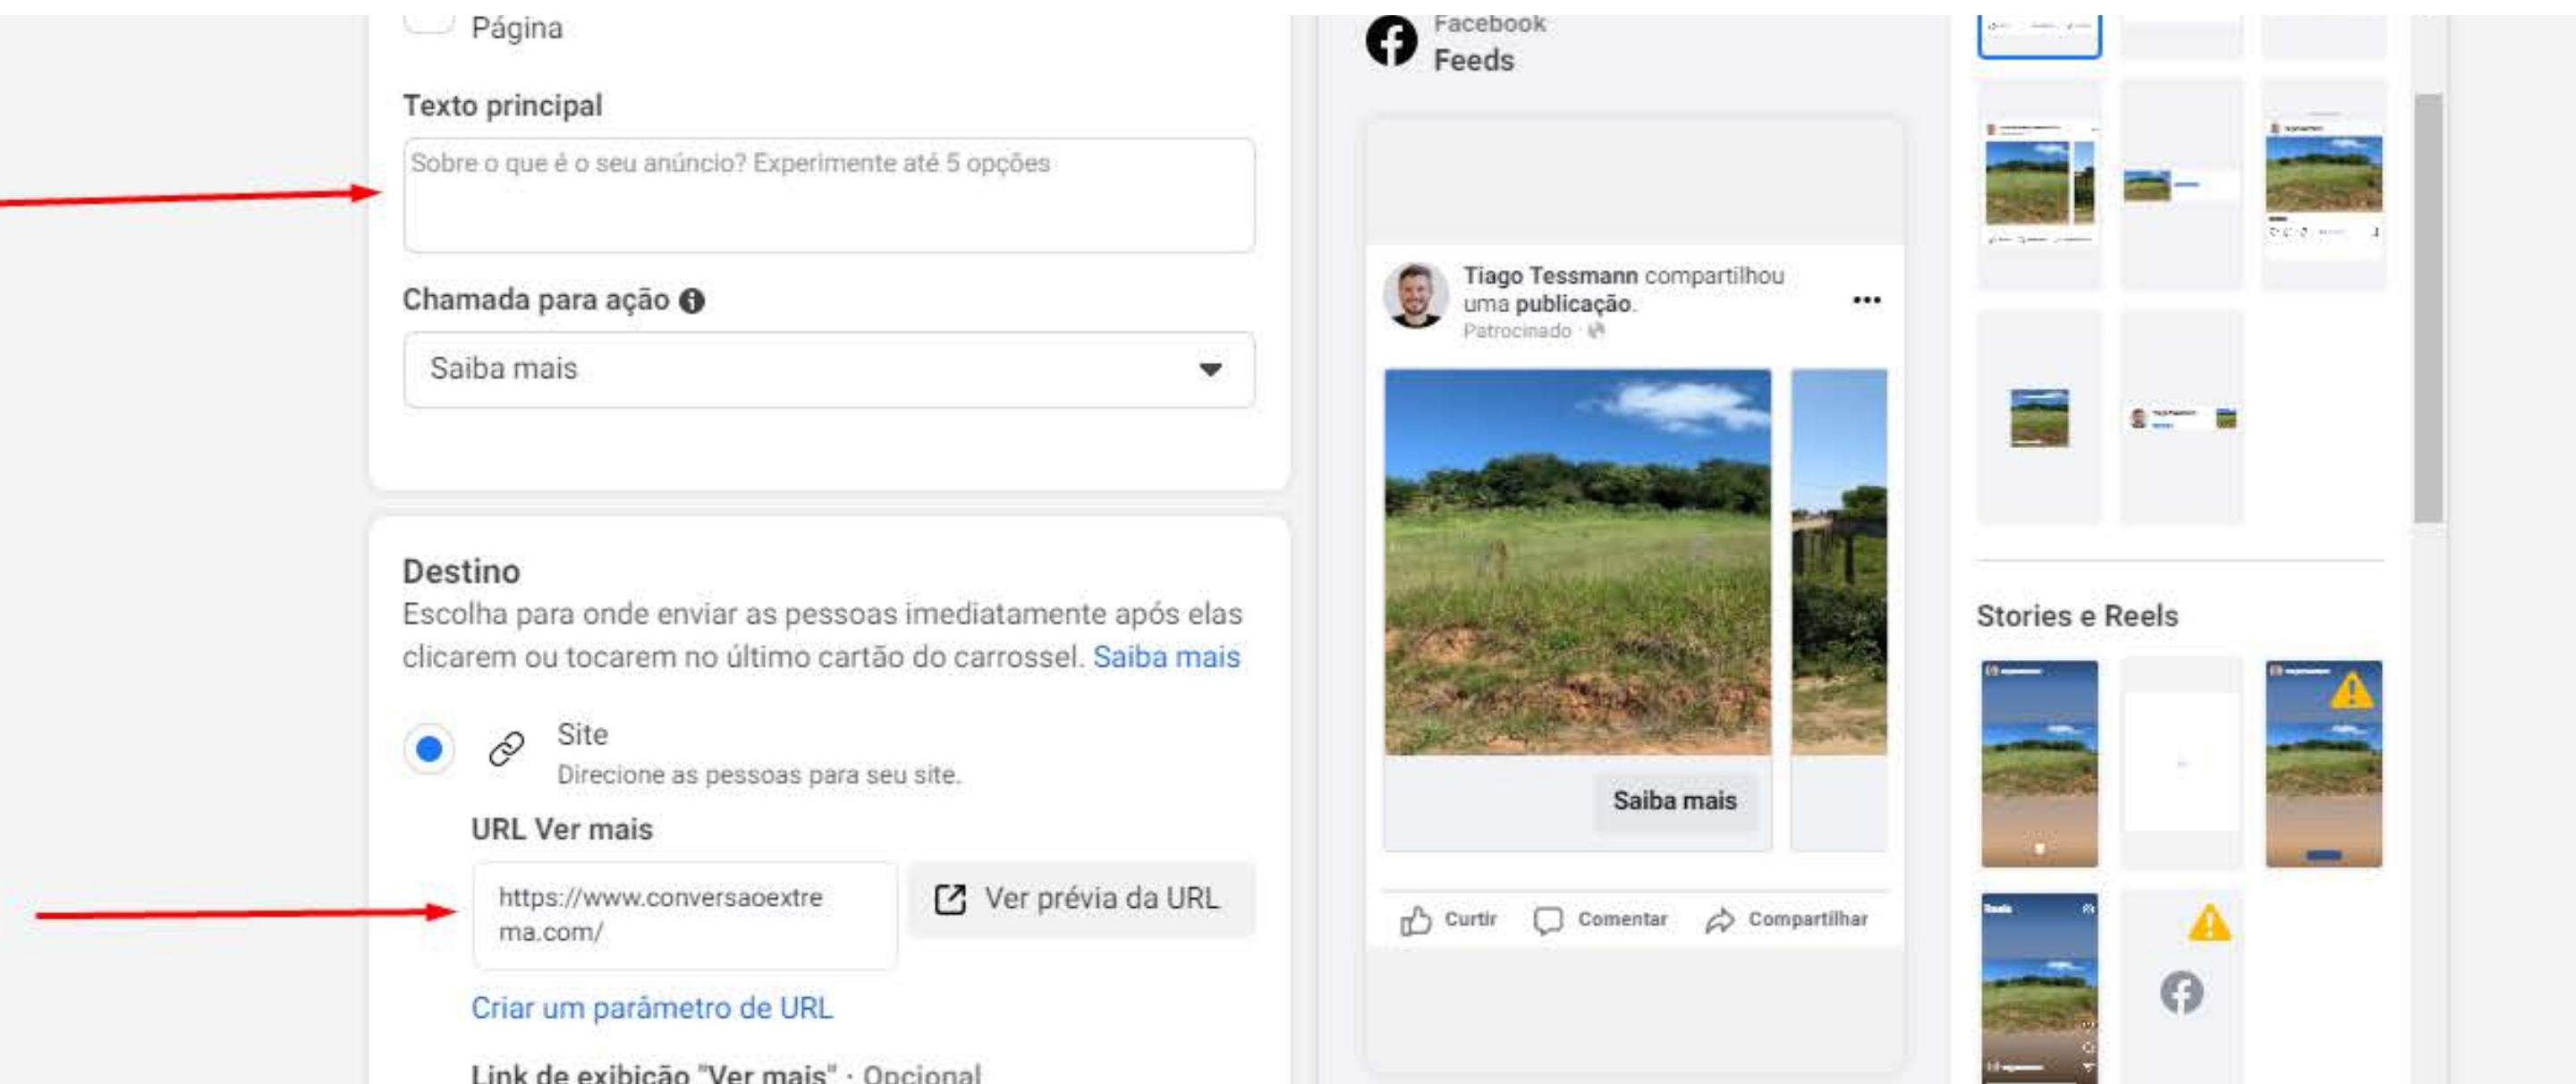 Página
Texto principal
Sobre o que é o seu anúncio? Experimente até 5 opções
Chamada para ação
Saiba mais
Destino
Escolha para onde enviar as pessoas imediatamente após elas
clicarem ou tocarem no último cartão do carrossel. Saiba mais
Site
Direcione as pessoas para seu site.
URL Ver mais
https://www.conversaoextre
ma.com/
Ver prévia da URL
Criar um parâmetro de URL
Link de exibição "Ver mais" · Opcional
Facebook
Feeds
Tiago Tessmann compartilhou
uma publicação.
Patrocinado ·
Saiba mais
Curtir
Comentar
Compartilhar
Stories e Reels
Reels